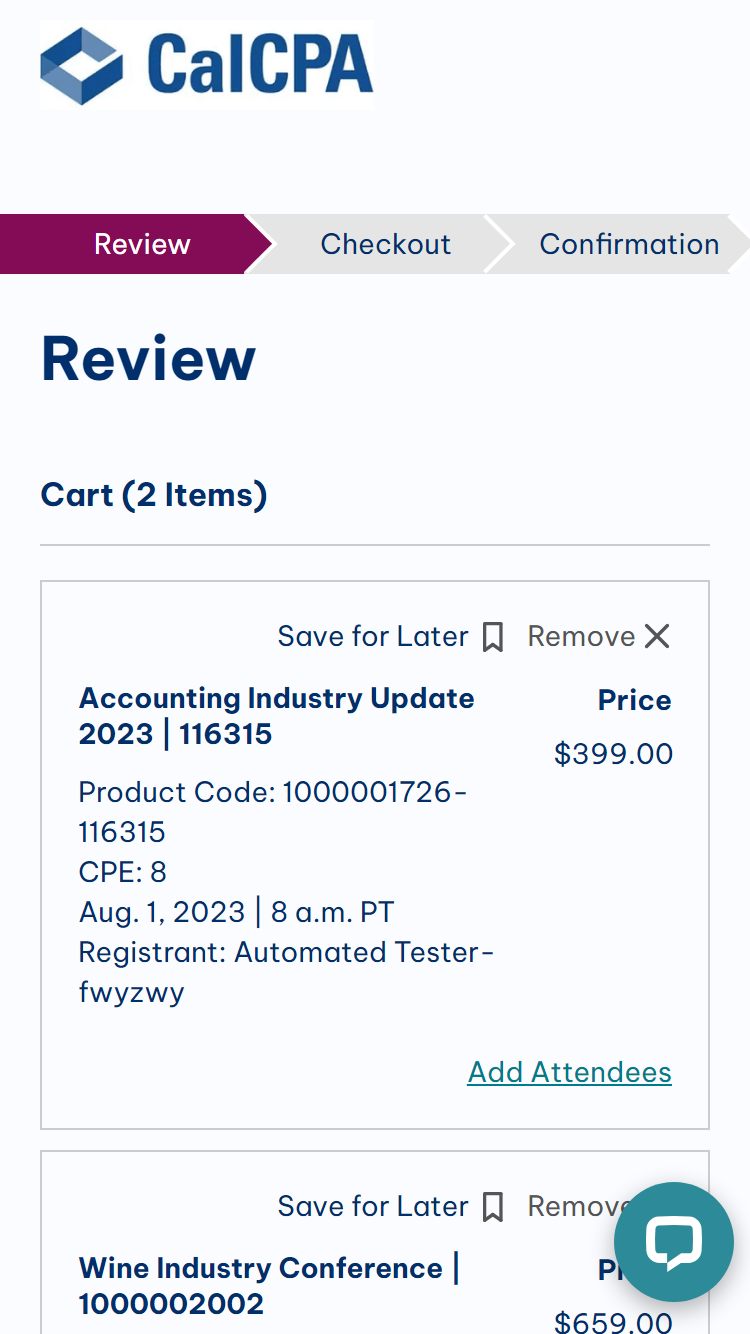 CalCPA
Review
Checkout
Confirmation
Review
Cart (2 Items)
Save for Later
Remove
Accounting Industry Update
2023 | 116315
Price
$399.00
Product Code: 1000001726-
116315
CPE: 8
Aug. 1, 2023 | 8 a.m. PT
Registrant: Automated Tester-
fwyzwy
Add Attendees
Save for Later
Remove
Wine Industry Conference |
1000002002
$659.00